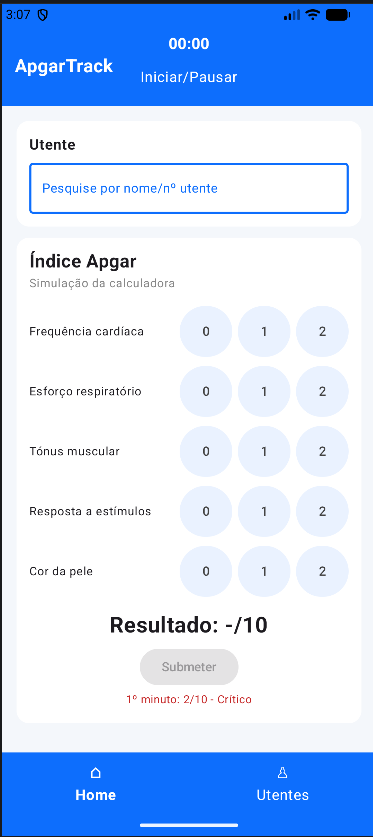 3:07
00:00
ApgarTrack
Iniciar/Pausar
Utente
Pesquise por nome/nº utente
Índice Apgar
Simulação da calculadora
Frequência cardíaca 0 1 2
Esforço respiratório 0 1 2
Tónus muscular 0 1 2
Resposta a estímulos 0 1 2
Cor da pele 0 1 2
Resultado: -/10
Submeter
1º minuto: 2/10 - Crítico
Home Utentes